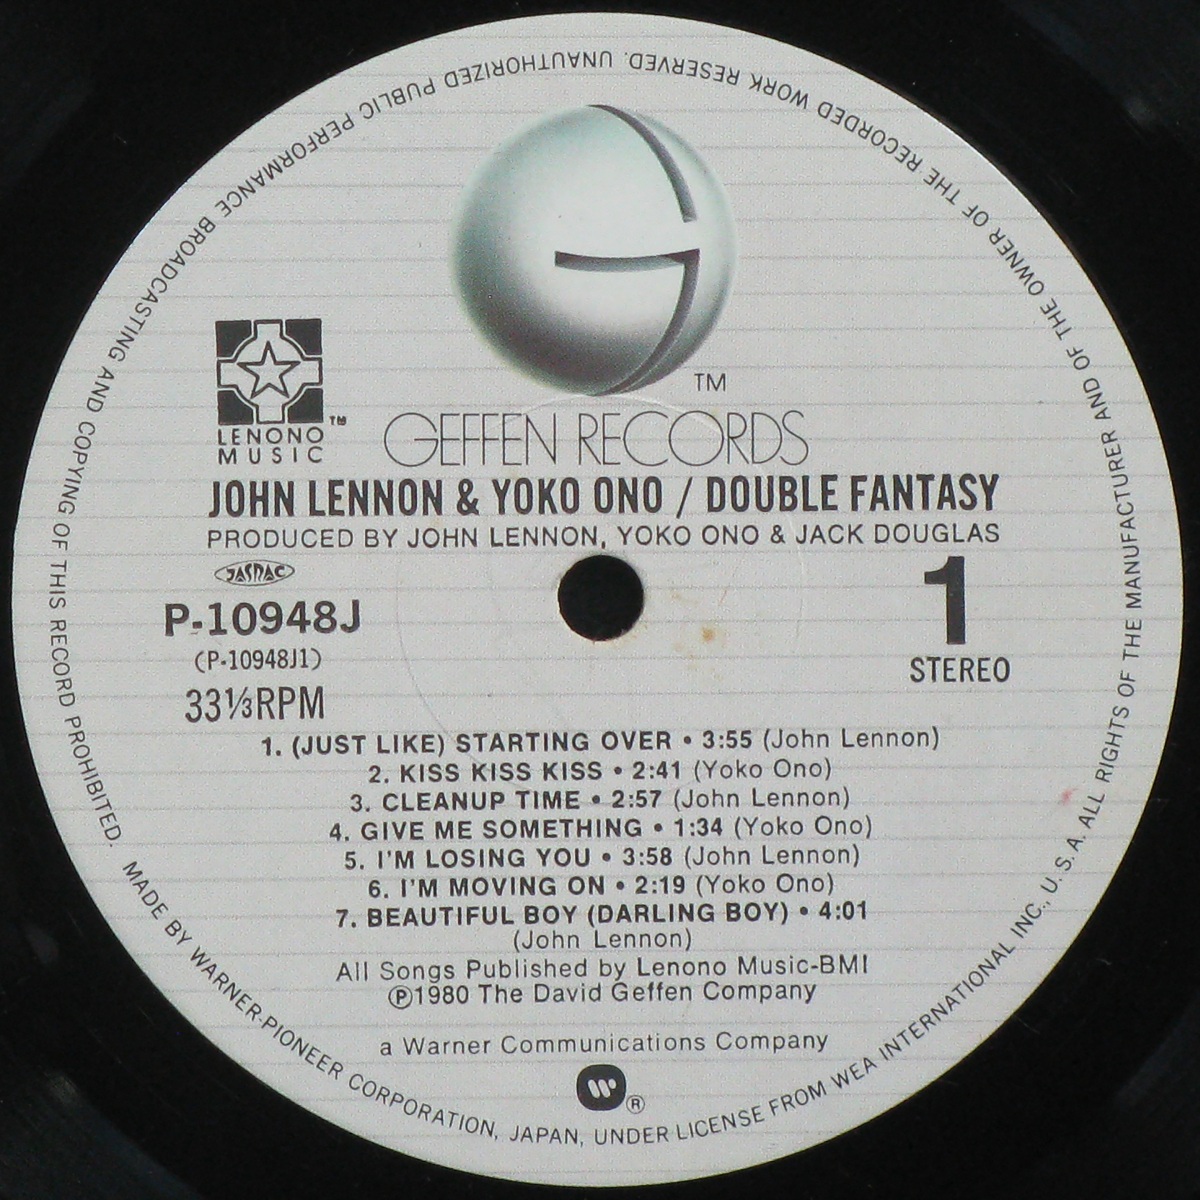 TM
LENONO TM
MUSIC
GEFFEN RECORDS
JOHN LENNON & YOKO ONO / DOUBLE FANTASY
PRODUCED BY JOHN LENNON, YOKO ONO & JACK DOUGLAS
JASRAC
P-10948J
(P-10948J1)
33⅓RPM
1
STEREO
1. (JUST LIKE) STARTING OVER • 3:55 (John Lennon)
2. KISS KISS KISS • 2:41 (Yoko Ono)
3. CLEANUP TIME • 2:57 (John Lennon)
4. GIVE ME SOMETHING • 1:34 (Yoko Ono)
5. I'M LOSING YOU • 3:58 (John Lennon)
6. I'M MOVING ON • 2:19 (Yoko Ono)
7. BEAUTIFUL BOY (DARLING BOY) • 4:01
(John Lennon)
All Songs Published by Lenono Music-BMI
Ⓟ1980 The David Geffen Company
a Warner Communications Company
W ®
MADE BY WARNER-PIONEER CORPORATION, JAPAN, UNDER LICENSE FROM WEA INTERNATIONAL INC., U. S. A. ALL RIGHTS OF THE MANUFACTURER AND OF THE OWNER OF THE RECORDED WORK RESERVED. UNAUTHORIZED PUBLIC PERFORMANCE BROADCASTING AND COPYING OF THIS RECORD PROHIBITED.